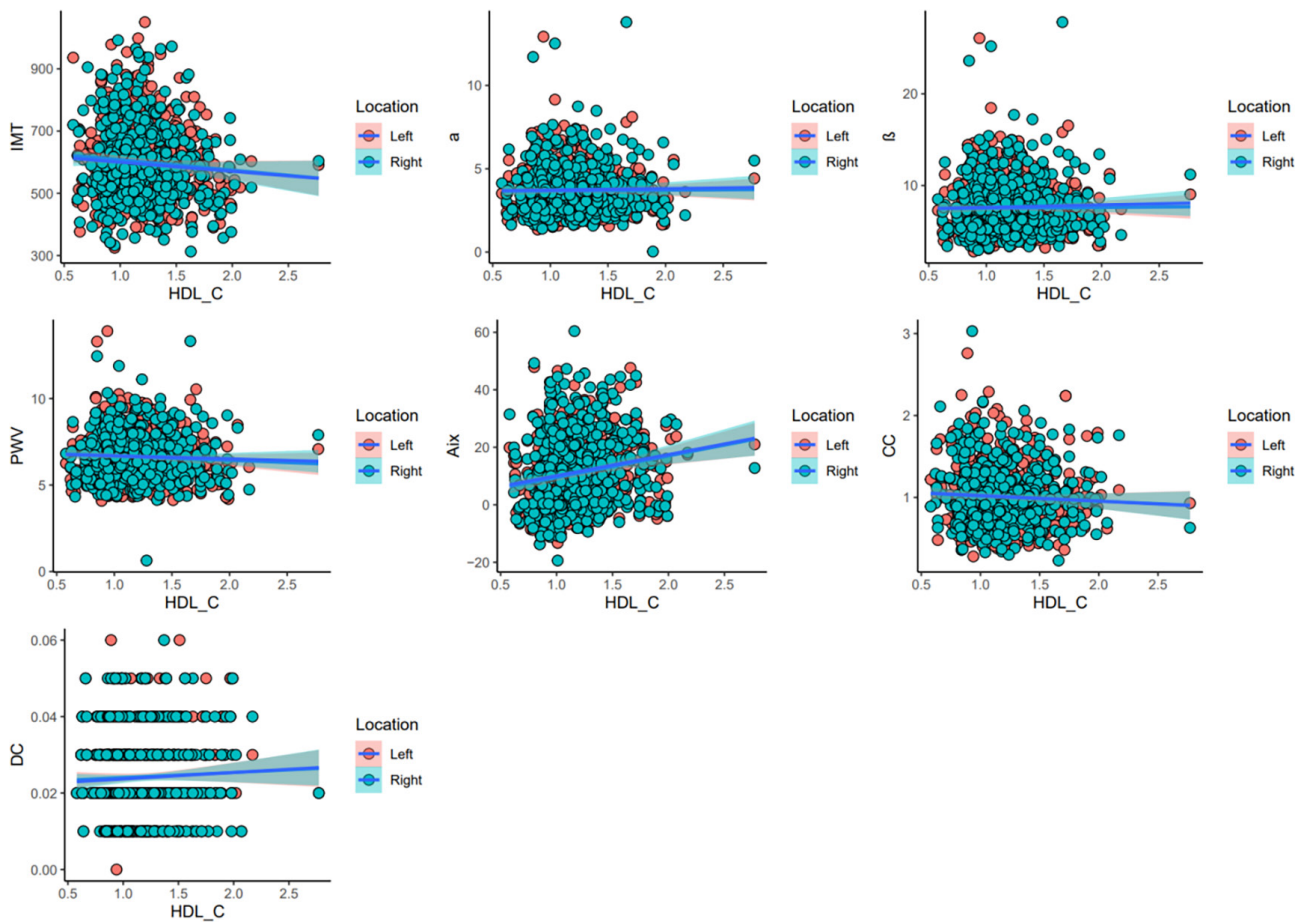 IMT
900
700
500
300
0.5 1.0 1.5 2.0 2.5
HDL_C
Location
Left
Right
a
10
5
0
0.5 1.0 1.5 2.0 2.5
HDL_C
Location
Left
Right
ß
20
10
0.5 1.0 1.5 2.0 2.5
HDL_C
Location
Left
Right
PWV
10
5
0
0.5 1.0 1.5 2.0 2.5
HDL_C
Location
Left
Right
Aix
60
40
20
0
−20
0.5 1.0 1.5 2.0 2.5
HDL_C
Location
Left
Right
CC
3
2
1
0.5 1.0 1.5 2.0 2.5
HDL_C
Location
Left
Right
DC
0.06
0.04
0.02
0.00
0.5 1.0 1.5 2.0 2.5
HDL_C
Location
Left
Right